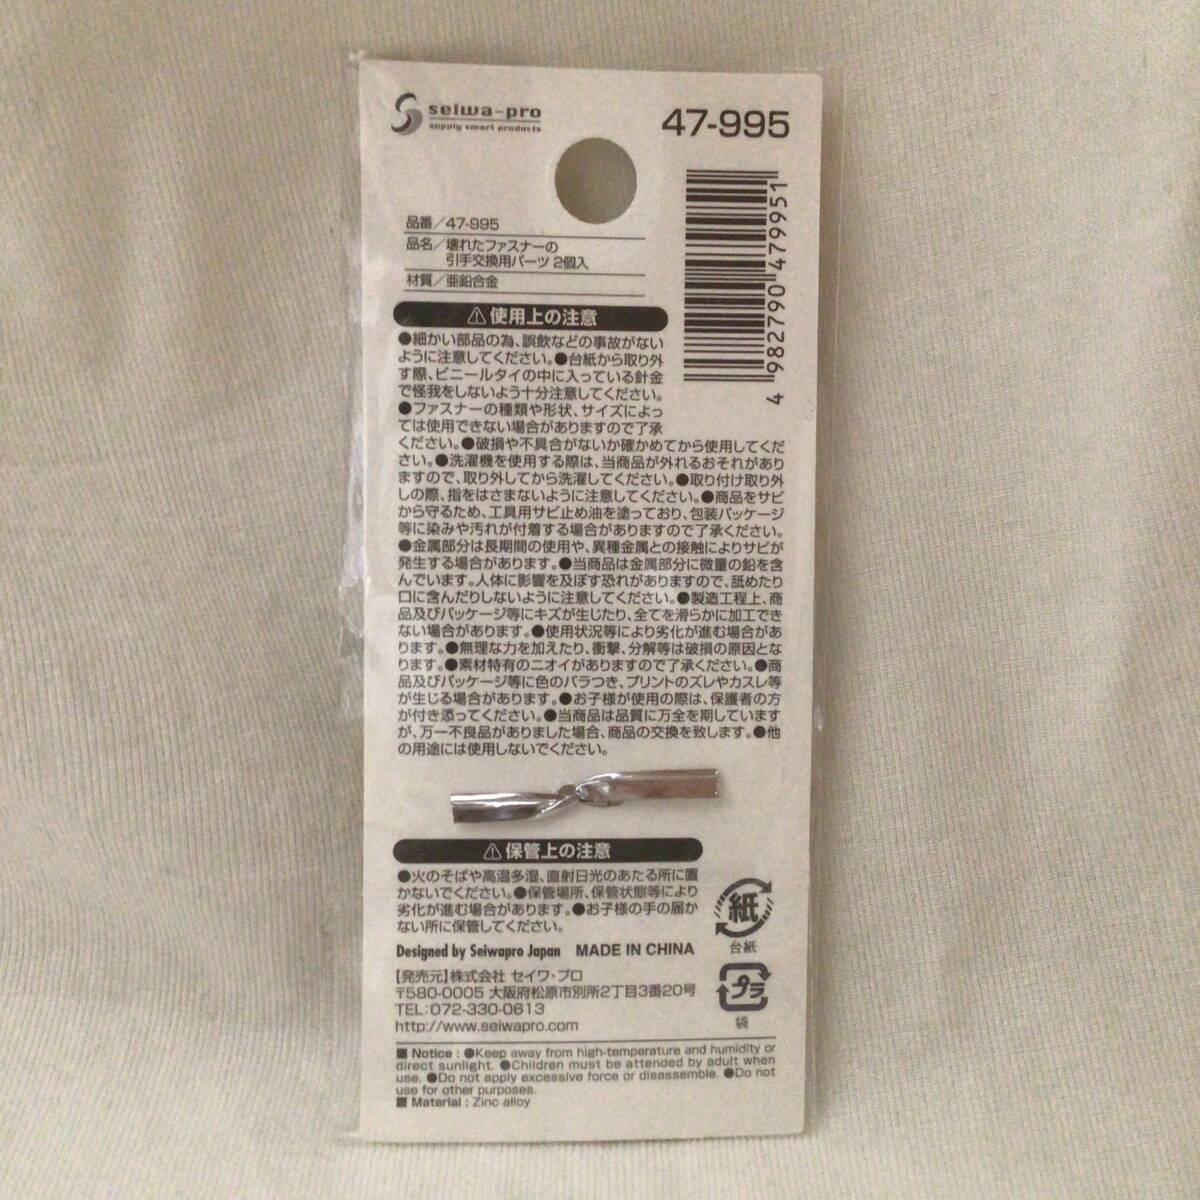 seiwa-pro
supply smart products
47-995
品番/47-995
品名/壊れたファスナーの
引手交換用パーツ 2個入
材質/亜鉛合金
4 982790 479951
⚠使用上の注意
●細かい部品の為、誤飲などの事故がない
ように注意してください。●台紙から取り外
す際、ビニールタイの中に入っている針金
で怪我をしないよう十分注意してください。
●ファスナーの種類や形状、サイズによっ
ては使用できない場合がありますので了承
ください。●破損や不具合がないか確かめてから使用してくだ
さい。●洗濯機を使用する際は、当商品が外れるおそれがあり
ますので、取り外してから洗濯してください。●取り付け取り外
しの際、指をはさまないように注意してください。●商品をサビ
から守るため、工具用サビ止め油を塗っており、包装パッケージ
等に染みや汚れが付着する場合がありますので了承ください。
●金属部分は長期間の使用や、異種金属との接触によりサビが
発生する場合があります。●当商品は金属部分に微量の鉛を含
んでいます。人体に影響を及ぼす恐れがありますので、舐めたり
口に含んだりしないように注意してください。●製造工程上、商
品及びパッケージ等にキズが生じたり、全てを滑らかに加工でき
ない場合があります。●使用状況等により劣化が進む場合があ
ります。●無理な力を加えたり、衝撃、分解等は破損の原因とな
ります。●素材特有のニオイがありますので了承ください。●商
品及びパッケージ等に色のバラつき、プリントのズレやカスレ等
が生じる場合があります。●お子様が使用の際は、保護者の方
が付き添ってください。●当商品は品質に万全を期しています
が、万一不良品がありました場合、商品の交換を致します。●他
の用途には使用しないでください。
⚠保管上の注意
●火のそばや高温多湿、直射日光のあたる所に置
かないでください。●保管場所、保管状態等により
劣化が進む場合があります。●お子様の手の届か
ない所に保管してください。
紙
台紙
Designed by Seiwapro Japan MADE IN CHINA
【発売元】株式会社 セイワ・プロ
〒580-0005 大阪府松原市別所2丁目3番20号
TEL:072-330-0613
http://www.seiwapro.com
プラ
袋
■ Notice : ●Keep away from high-temperature and humidity or
direct sunlight. ●Children must be attended by adult when
use. ●Do not apply excessive force or disassemble. ●Do not
use for other purposes.
■ Material : Zinc alloy